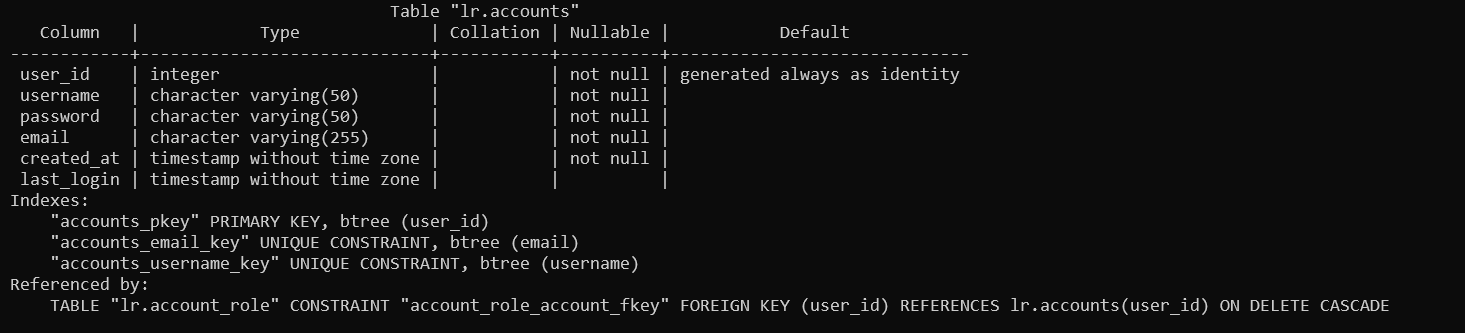 Table "lr.accounts"
   Column   |            Type             | Collation | Nullable |           Default
------------+-----------------------------+-----------+----------+------------------------------
 user_id    | integer                     |           | not null | generated always as identity
 username   | character varying(50)       |           | not null |
 password   | character varying(50)       |           | not null |
 email      | character varying(255)      |           | not null |
 created_at | timestamp without time zone |           | not null |
 last_login | timestamp without time zone |           |          |
Indexes:
    "accounts_pkey" PRIMARY KEY, btree (user_id)
    "accounts_email_key" UNIQUE CONSTRAINT, btree (email)
    "accounts_username_key" UNIQUE CONSTRAINT, btree (username)
Referenced by:
    TABLE "lr.account_role" CONSTRAINT "account_role_account_fkey" FOREIGN KEY (user_id) REFERENCES lr.accounts(user_id) ON DELETE CASCADE